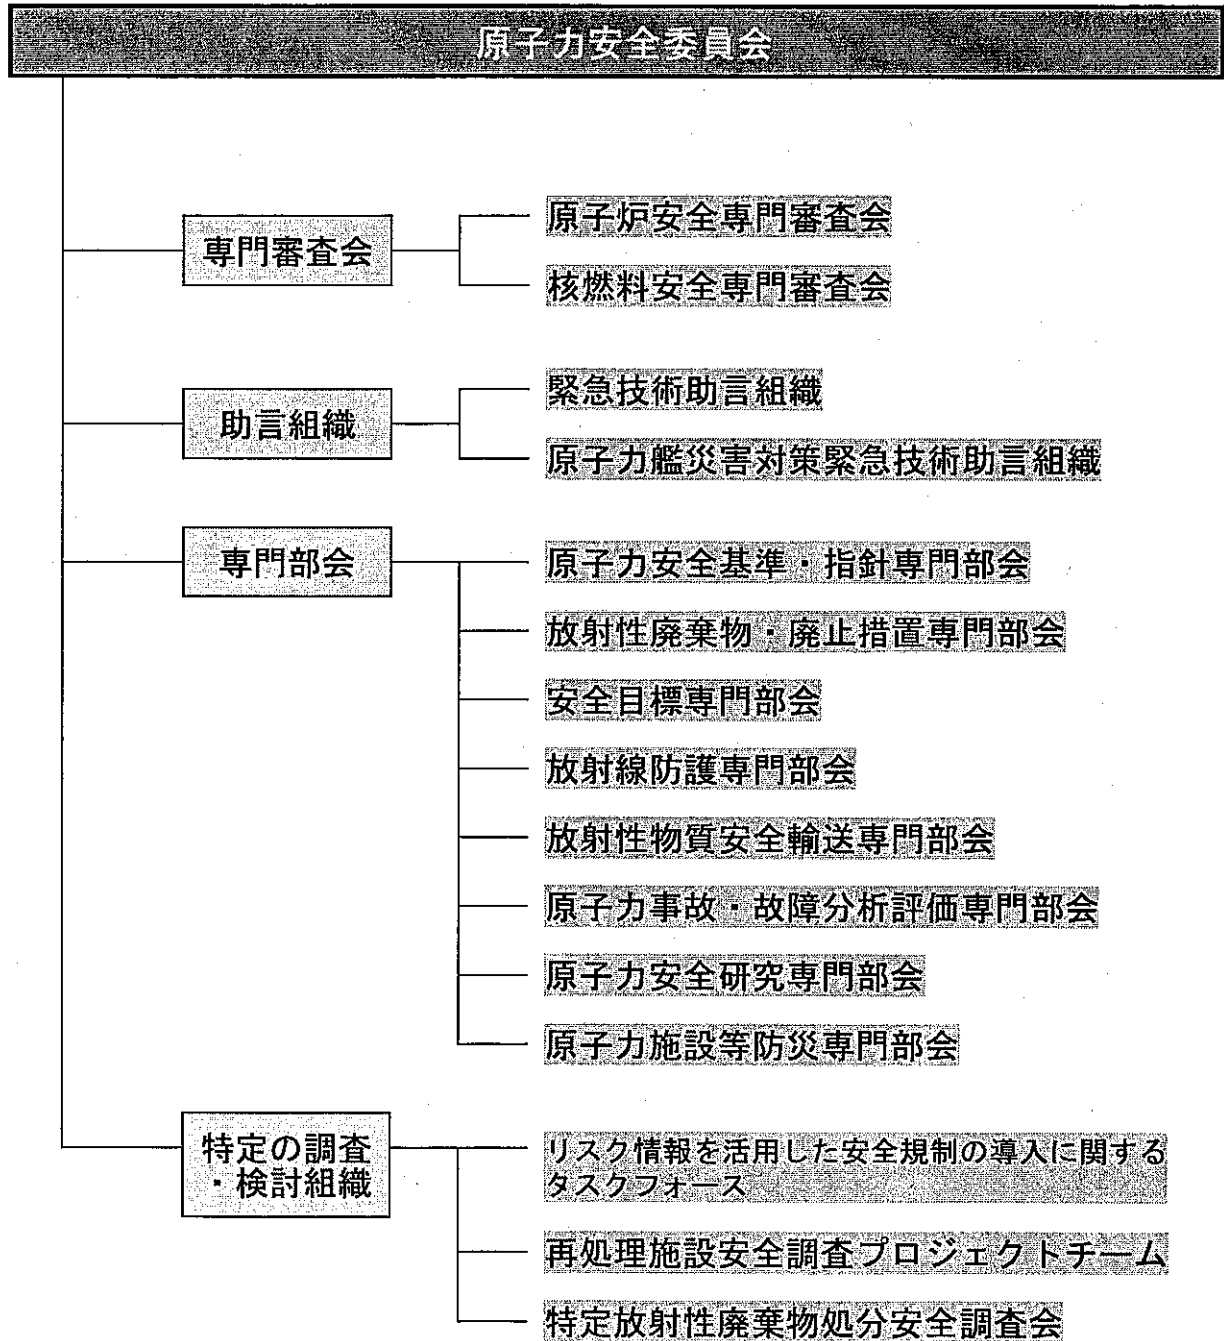 原子力安全委員会
専門審査会
原子炉安全専門審査会
核燃料安全専門審査会
助言組織
緊急技術助言組織
原子力艦災害対策緊急技術助言組織
専門部会
原子力安全基準・指針専門部会
放射性廃棄物・廃止措置専門部会
安全目標専門部会
放射線防護専門部会
放射性物質安全輸送専門部会
原子力事故・故障分析評価専門部会
原子力安全研究専門部会
原子力施設等防災専門部会
特定の調査
・検討組織
リスク情報を活用した安全規制の導入に関する
タスクフォース
再処理施設安全調査プロジェクトチーム
特定放射性廃棄物処分安全調査会